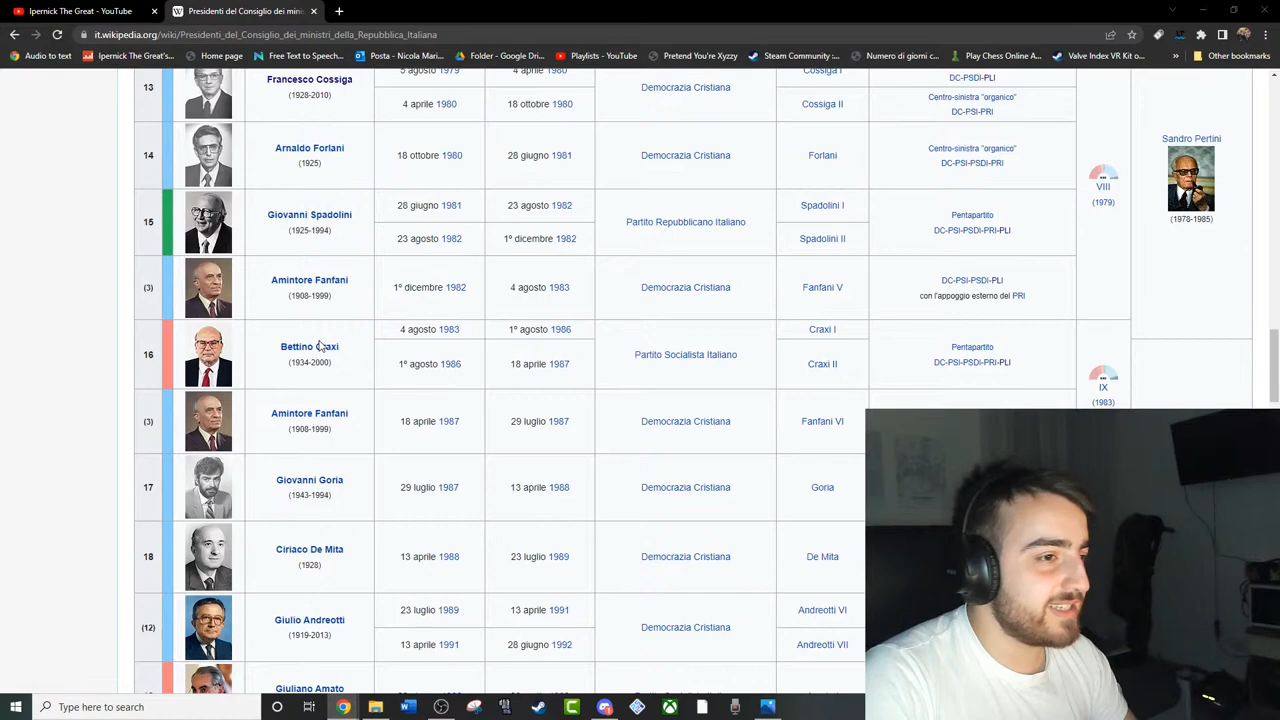 Ipernick The Great - YouTube
Presidenti del Consiglio dei mini
it.wikipedia.org/wiki/Presidenti_del_Consiglio_dei_ministri_della_Repubblica_Italiana
Audio to text
Ipernick The Great's...
Home page
Free Text to Speech...
Posta - Nicola Mari...
Folder - Google Dri...
Playlists - YouTube
Pretend You're Xyzzy
Steam Community :...
Numero di giorni c...
Play Chess Online A...
Valve Index VR Kit o...
»
Other bookmarks
13
Francesco Cossiga
(1928-2010)
5 agosto 1979
4 aprile 1980
Democrazia Cristiana
Cossiga I
DC-PSDI-PLI
4 aprile 1980
18 ottobre 1980
Cossiga II
Centro-sinistra "organico"
DC-PSI-PRI
14
Arnaldo Forlani
(1925)
18 ottobre 1980
28 giugno 1981
Democrazia Cristiana
Forlani
Centro-sinistra "organico"
DC-PSI-PSDI-PRI
VIII
(1979)
Sandro Pertini
(1978-1985)
15
Giovanni Spadolini
(1925-1994)
28 giugno 1981
23 agosto 1982
Partito Repubblicano Italiano
Spadolini I
Pentapartito
DC-PSI-PSDI-PRI-PLI
23 agosto 1982
1º dicembre 1982
Spadolini II
(3)
Amintore Fanfani
(1908-1999)
1º dicembre 1982
4 agosto 1983
Democrazia Cristiana
Fanfani V
DC-PSI-PSDI-PLI
con l'appoggio esterno del PRI
16
Bettino Craxi
(1934-2000)
4 agosto 1983
1º agosto 1986
Partito Socialista Italiano
Craxi I
Pentapartito
DC-PSI-PSDI-PRI-PLI
1º agosto 1986
18 aprile 1987
Craxi II
IX
(1983)
(3)
Amintore Fanfani
(1908-1999)
18 aprile 1987
29 luglio 1987
Democrazia Cristiana
Fanfani VI
17
Giovanni Goria
(1943-1994)
29 luglio 1987
13 aprile 1988
Democrazia Cristiana
Goria
18
Ciriaco De Mita
(1928)
13 aprile 1988
23 luglio 1989
Democrazia Cristiana
De Mita
(12)
Giulio Andreotti
(1919-2013)
23 luglio 1989
13 aprile 1991
Democrazia Cristiana
Andreotti VI
13 aprile 1991
28 giugno 1992
Andreotti VII
Giuliano Amato
Type here to search